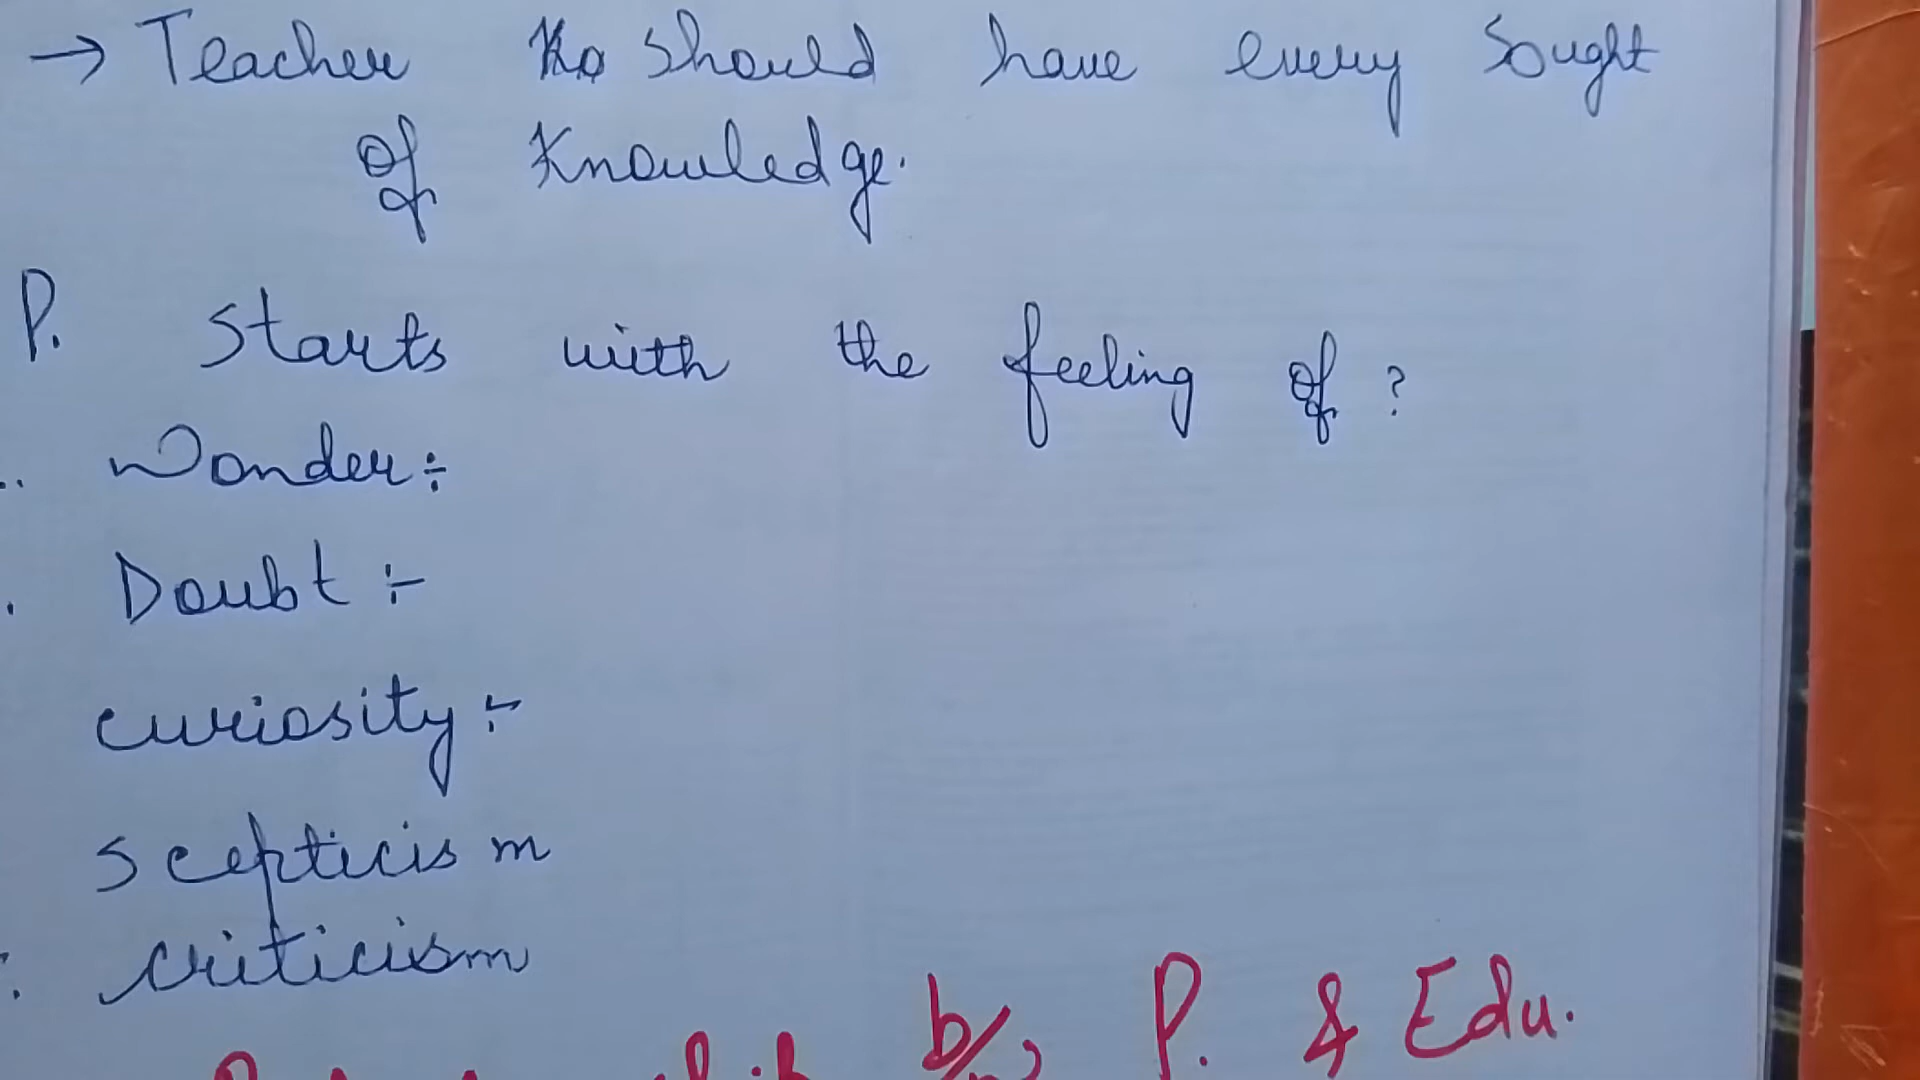 → Teacher should have every sought
of Knowledge.
P. Starts with the feeling of ?
Wonder :-
Doubt :-
Curiosity :-
Scepticism
Criticism
b/w P. & Edu.